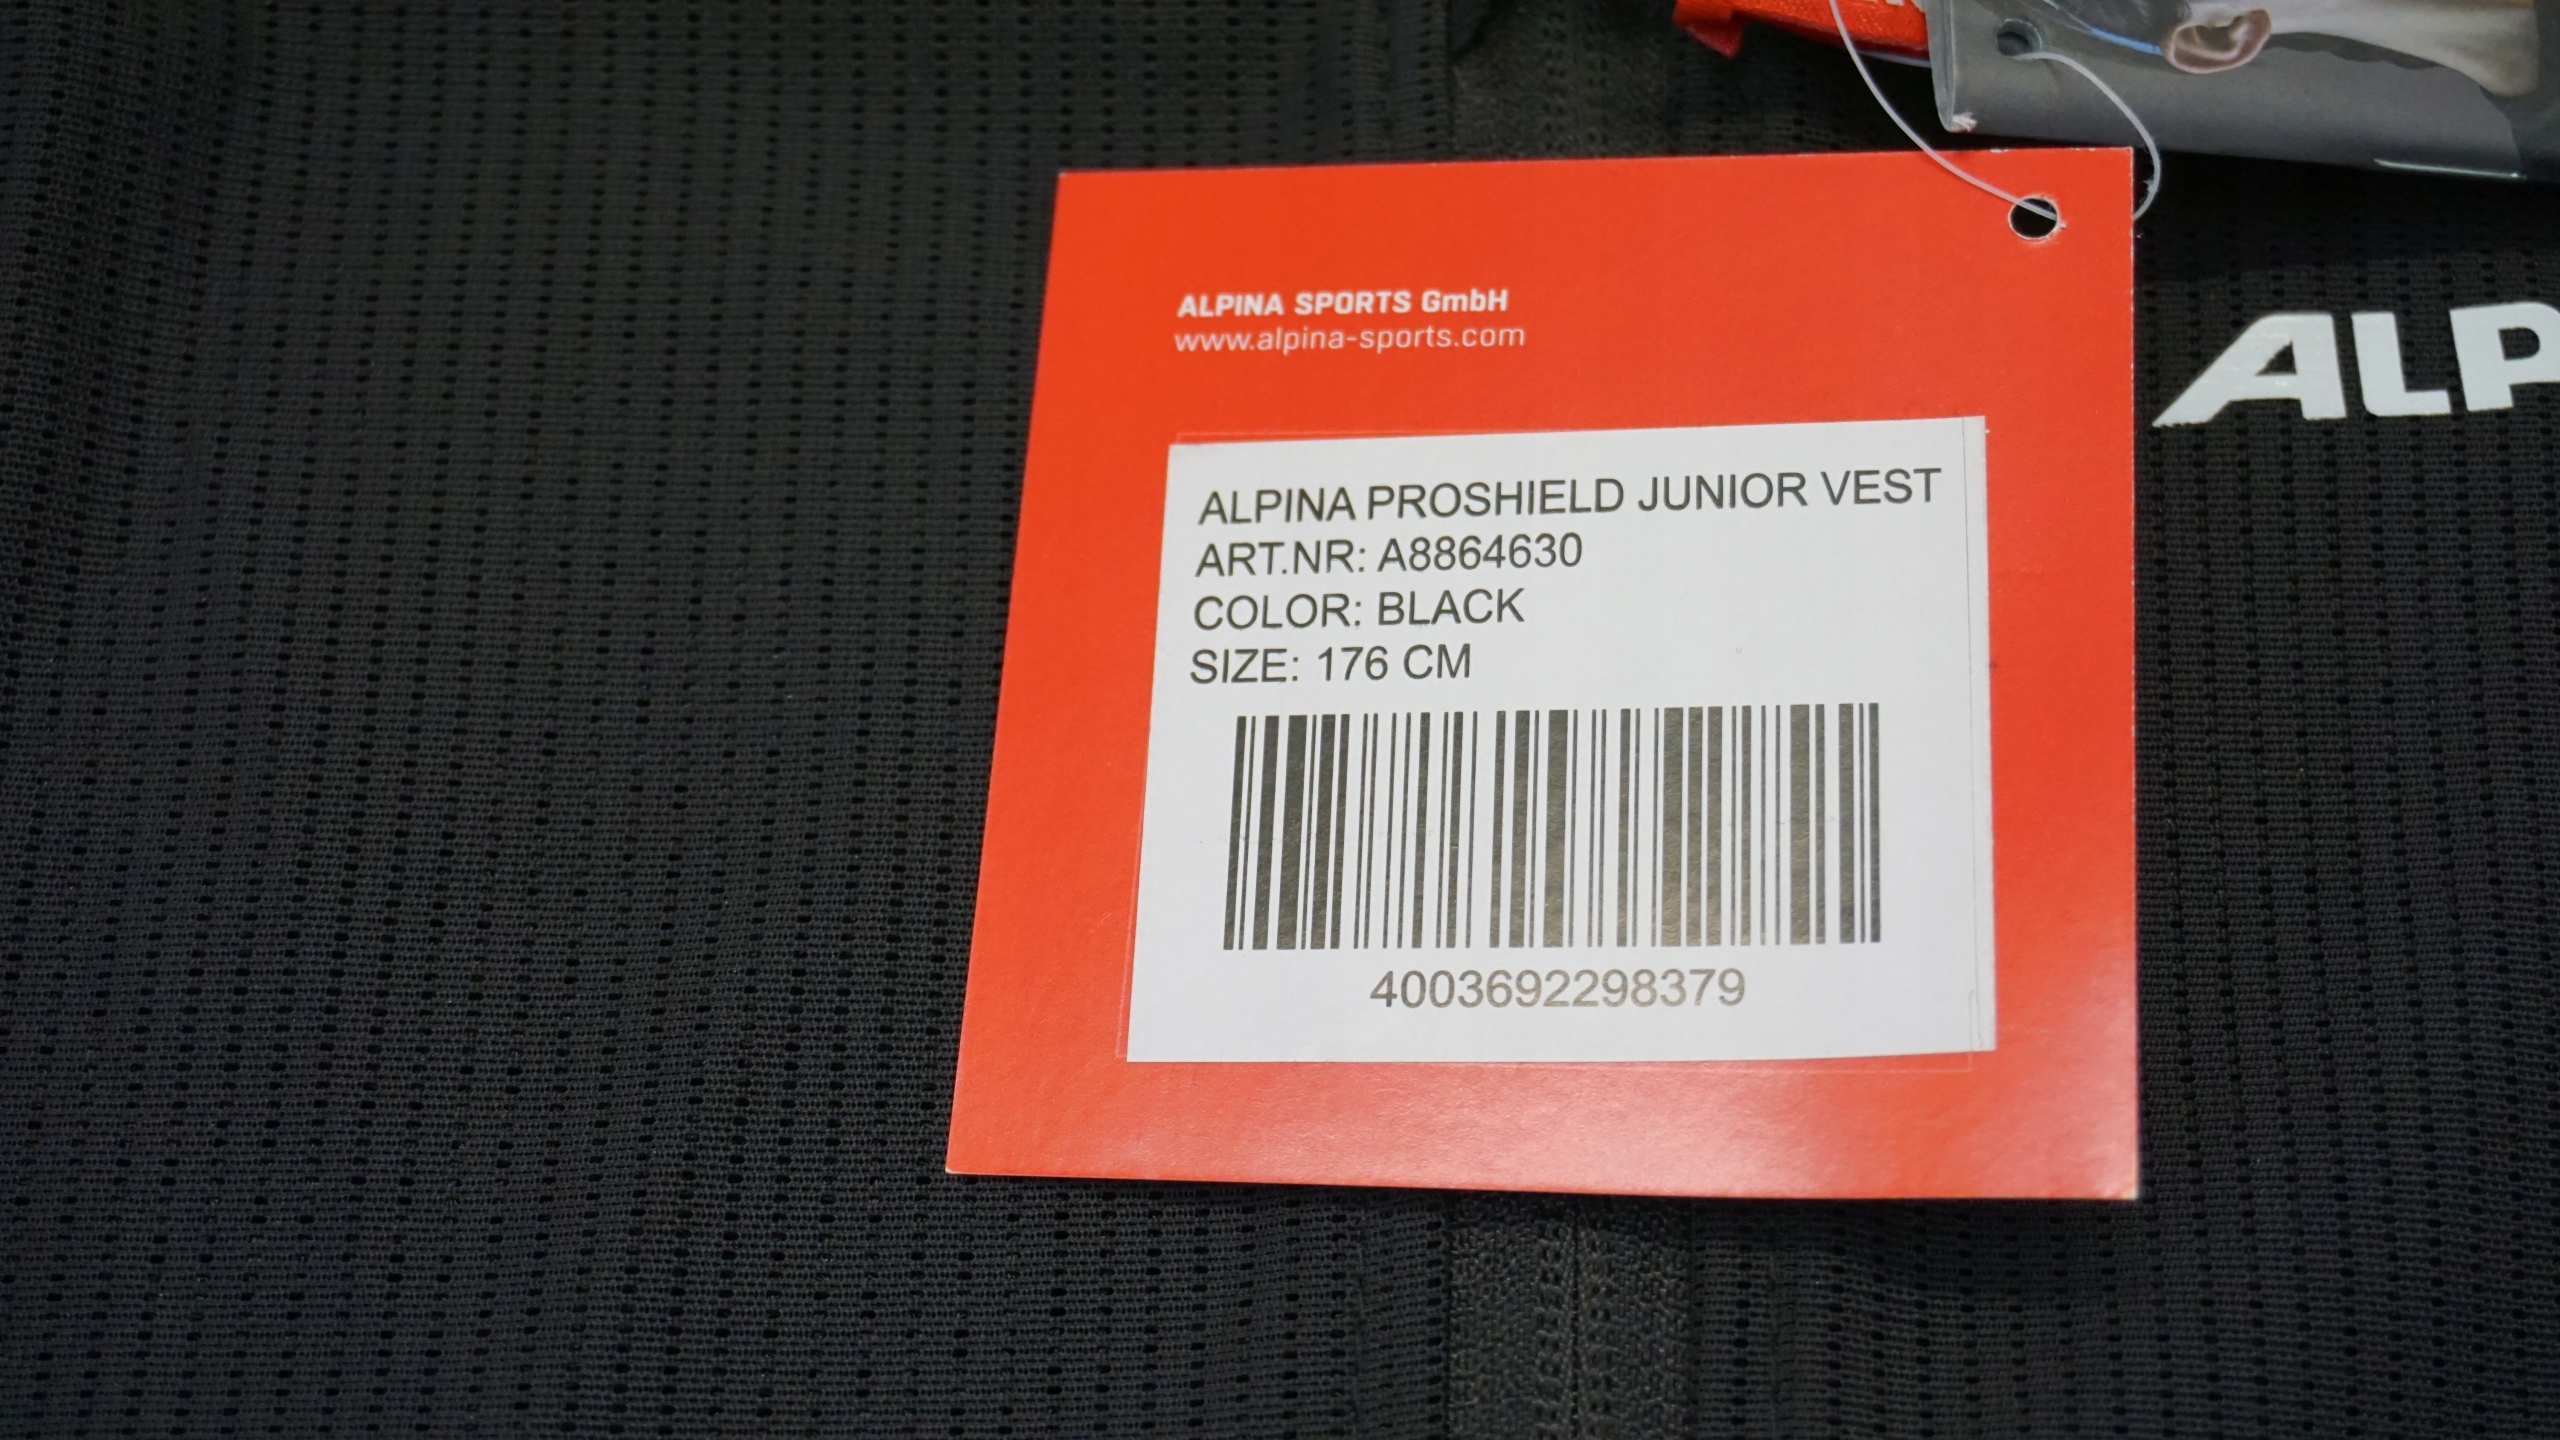 ALPINA SPORTS GmbH
www.alpina-sports.com
ALP
ALPINA PROSHIELD JUNIOR VEST
ART.NR: A8864630
COLOR: BLACK
SIZE: 176 CM
4003692298379